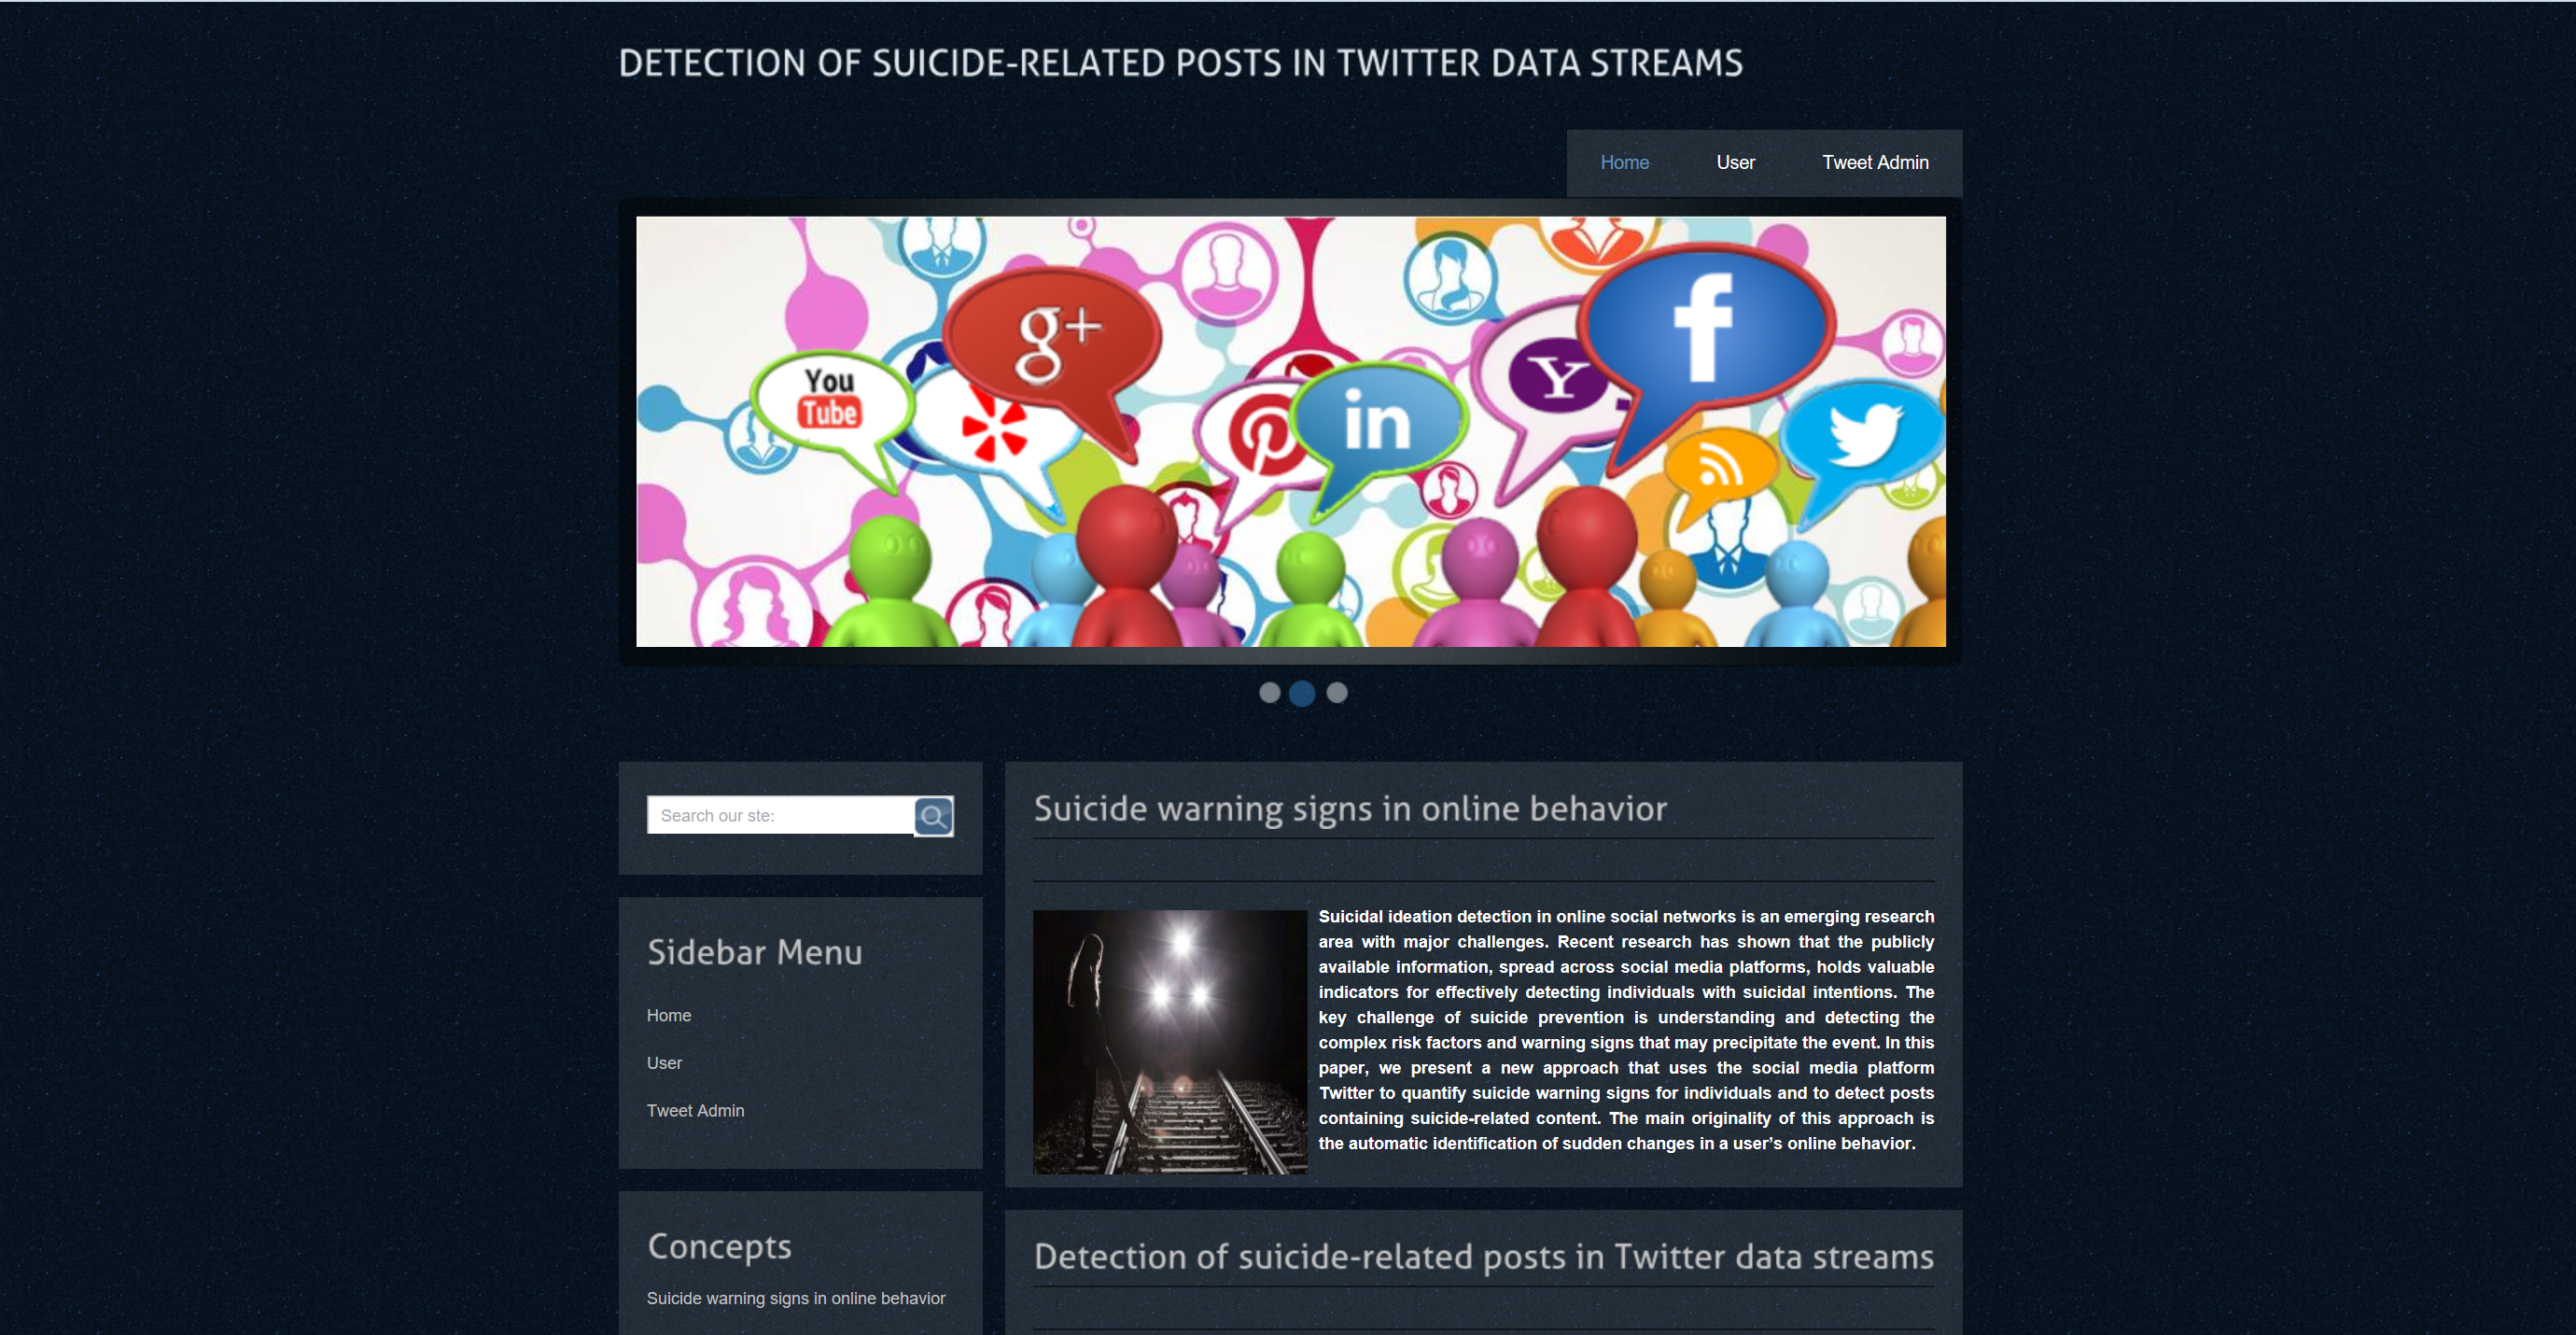 DETECTION OF SUICIDE-RELATED POSTS IN TWITTER DATA STREAMS
Home User Tweet Admin
You
Tube
g+
in
Y
f
Search our ste:
Sidebar Menu
Home
User
Tweet Admin
Concepts
Suicide warning signs in online behavior
Suicide warning signs in online behavior
Suicidal ideation detection in online social networks is an emerging research
area with major challenges. Recent research has shown that the publicly
available information, spread across social media platforms, holds valuable
indicators for effectively detecting individuals with suicidal intentions. The
key challenge of suicide prevention is understanding and detecting the
complex risk factors and warning signs that may precipitate the event. In this
paper, we present a new approach that uses the social media platform
Twitter to quantify suicide warning signs for individuals and to detect posts
containing suicide-related content. The main originality of this approach is
the automatic identification of sudden changes in a user’s online behavior.
Detection of suicide-related posts in Twitter data streams